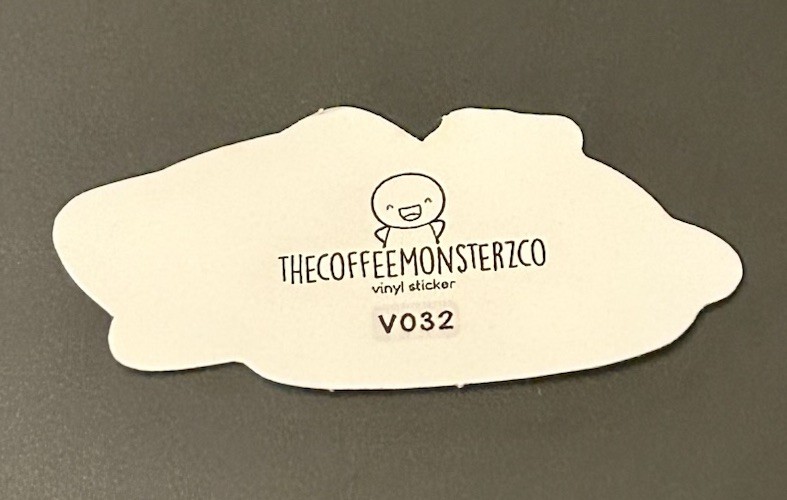 THECOFFEEMONSTERZCO
vinyl sticker
V032